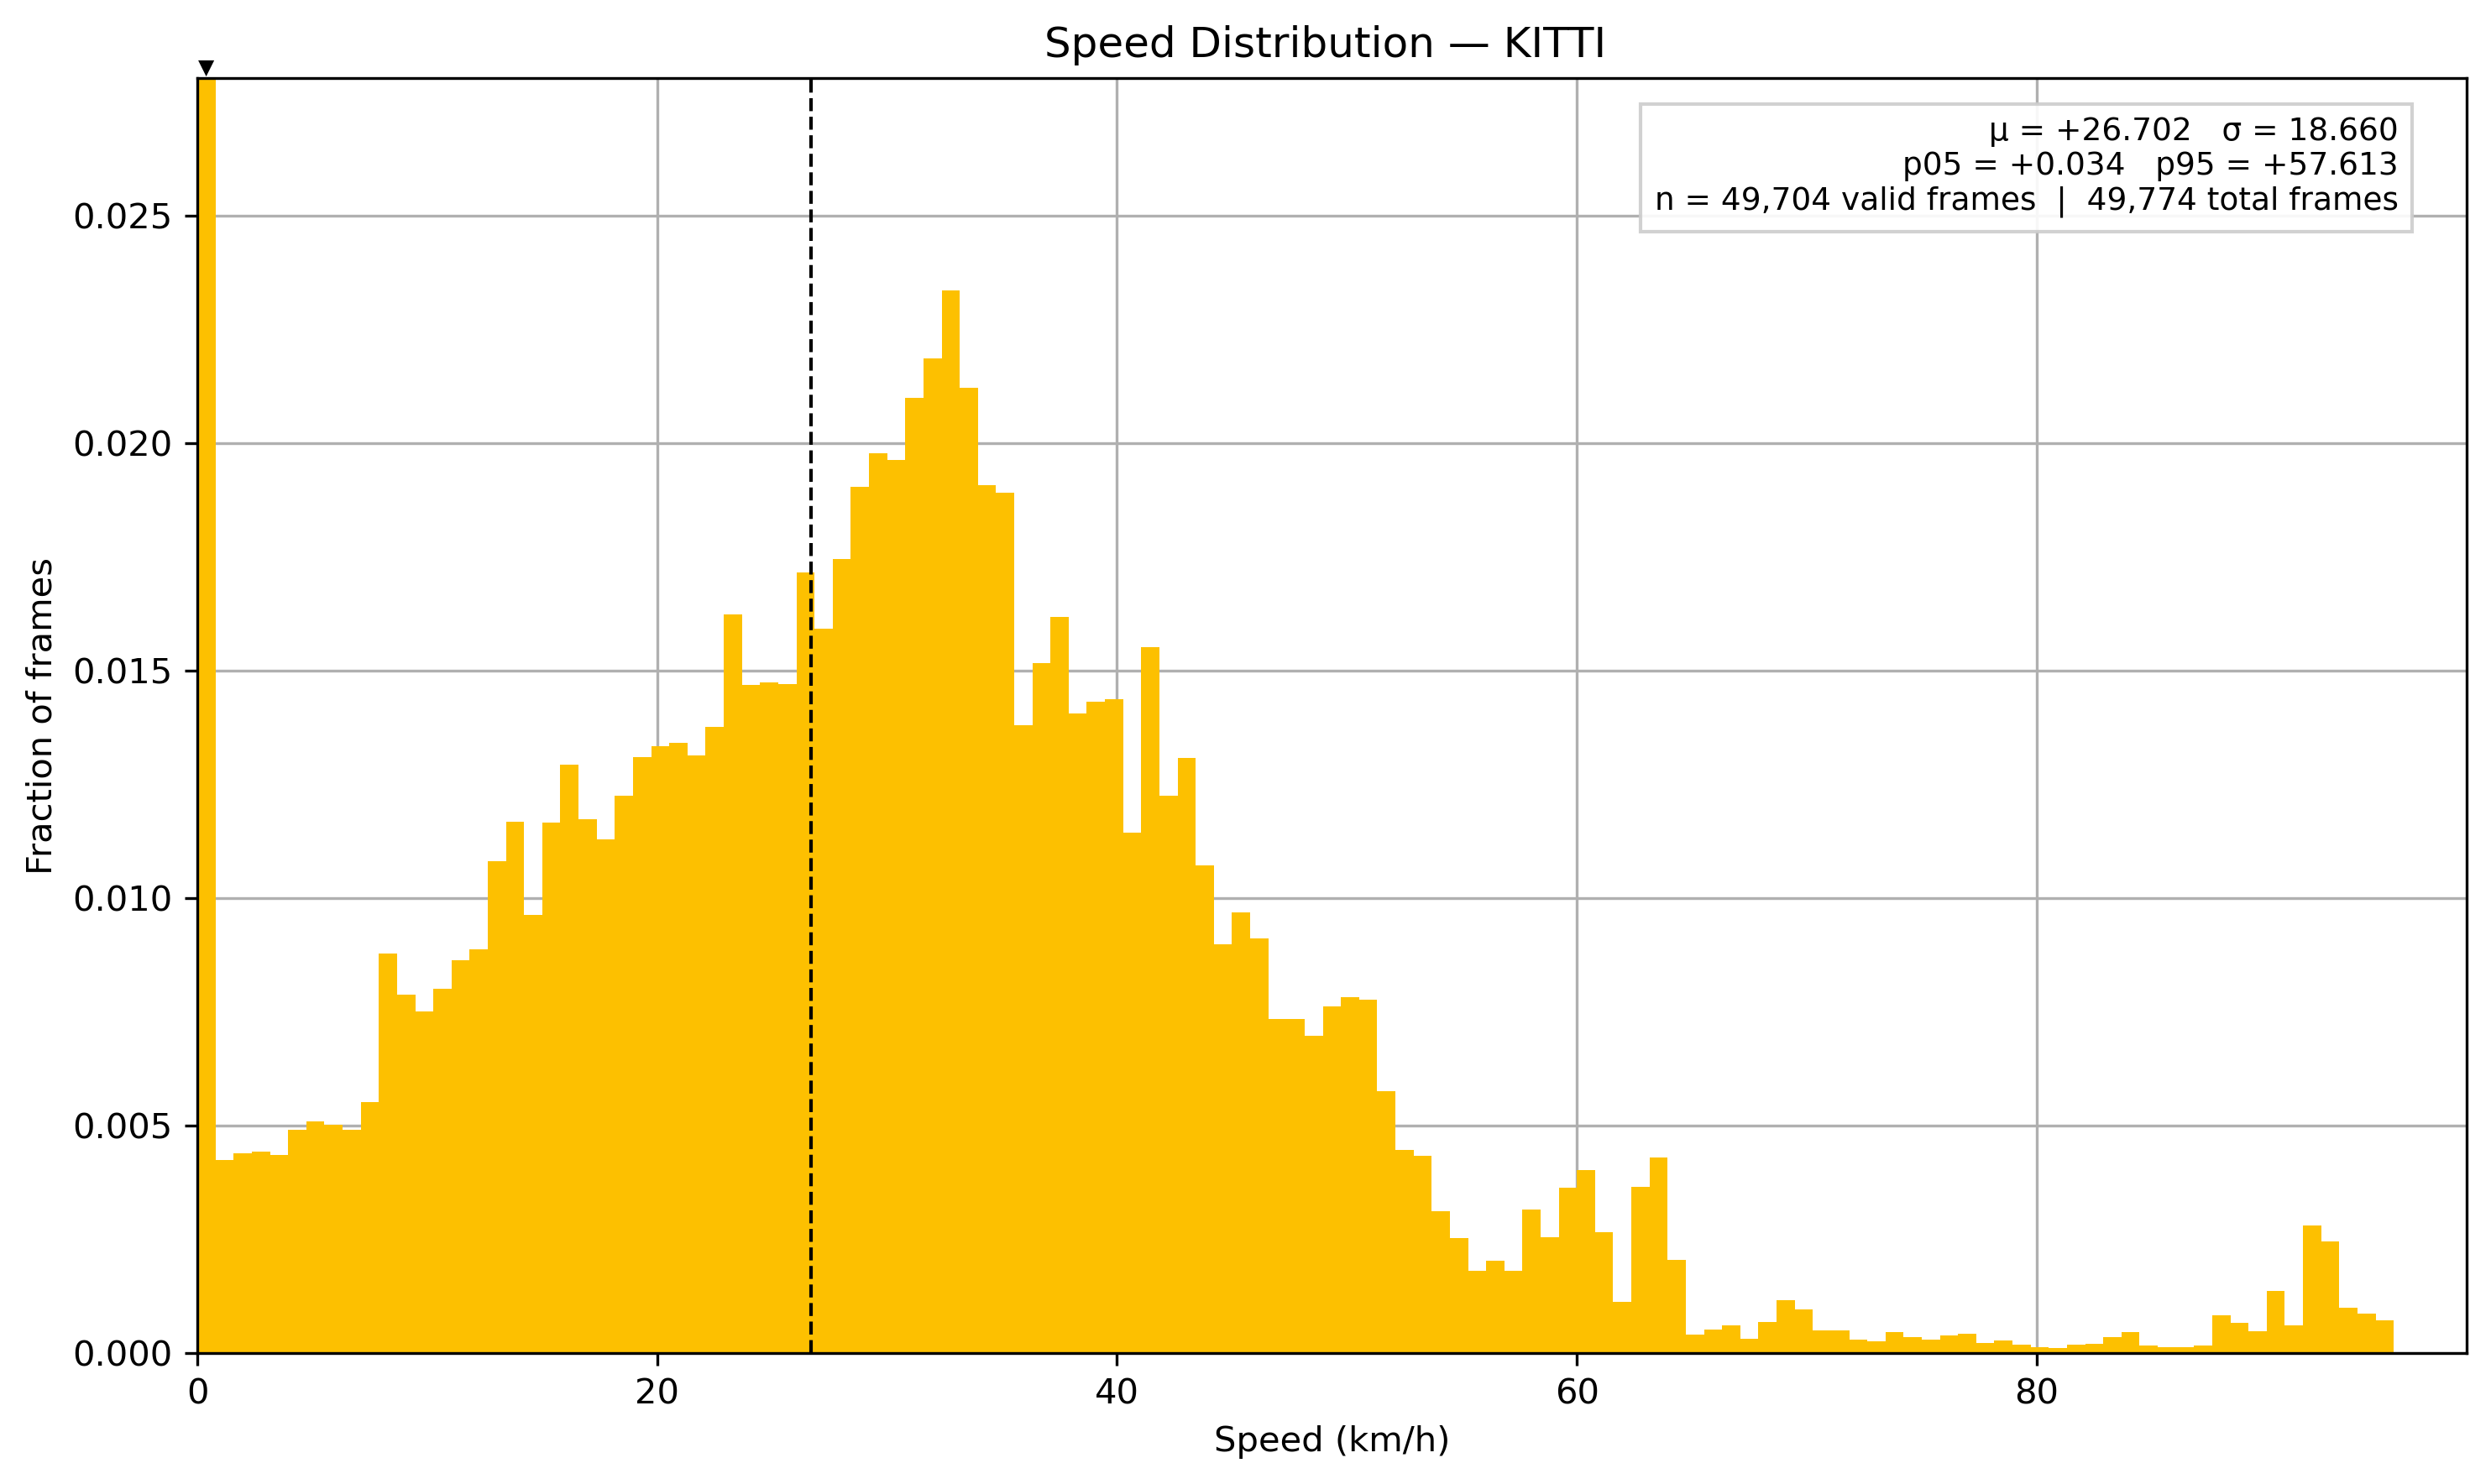 Speed Distribution — KITTI
μ = +26.702   σ = 18.660
p05 = +0.034   p95 = +57.613
n = 49,704 valid frames  |  49,774 total frames
0.025
0.020
0.015
0.010
0.005
0.000
Fraction of frames
0 20 40 60 80
Speed (km/h)